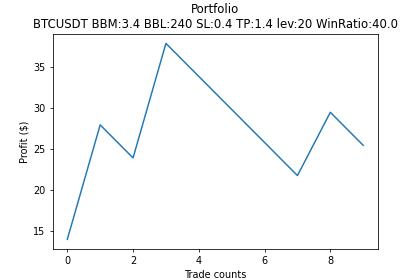 Portfolio
BTCUSDT BBM:3.4 BBL:240 SL:0.4 TP:1.4 lev:20 WinRatio:40.0
Profit ($)
35
30
25
20
15
0 2 4 6 8
Trade counts